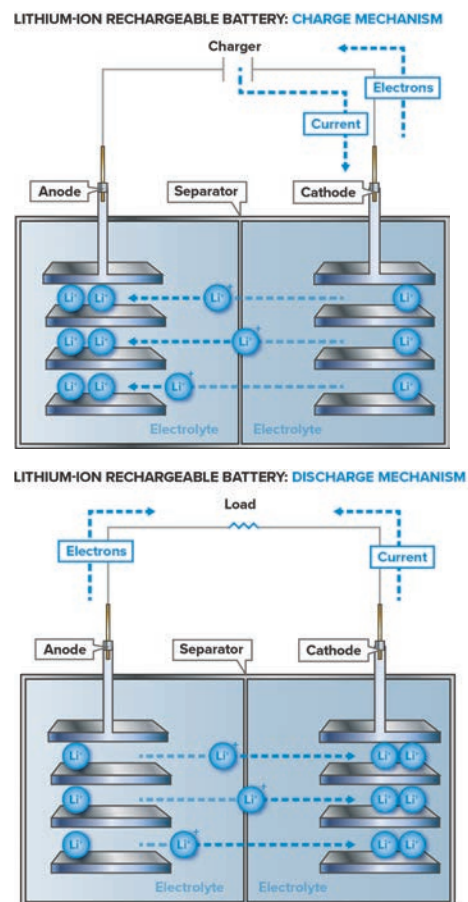 LITHIUM-ION RECHARGEABLE BATTERY: CHARGE MECHANISM
Charger
Electrons
Current
Anode
Separator
Cathode
Li+ Li+ Li+ Li+
Li+ Li+ Li+ Li+
Li+ Li+ Li+ Li+
Electrolyte Electrolyte
LITHIUM-ION RECHARGEABLE BATTERY: DISCHARGE MECHANISM
Load
Electrons
Current
Anode
Separator
Cathode
Li+ Li+ Li+ Li+
Li+ Li+ Li+ Li+
Li+ Li+ Li+ Li+
Electrolyte Electrolyte